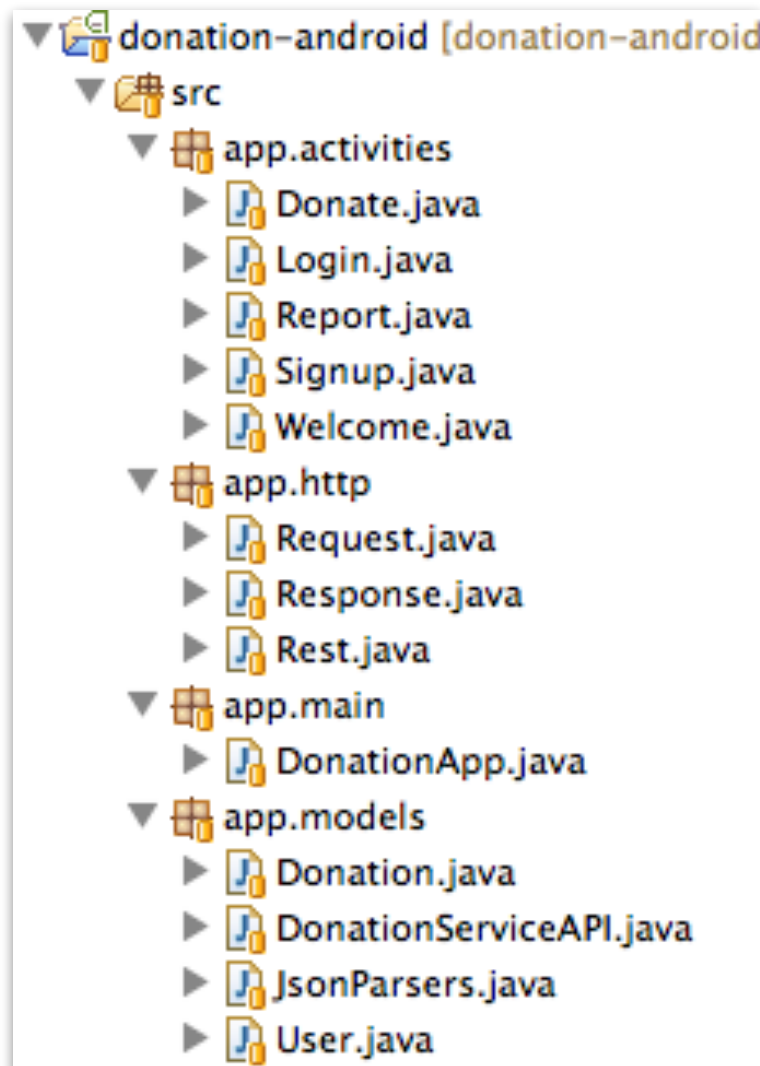 donation-android [donation-android
src
app.activities
Donate.java
Login.java
Report.java
Signup.java
Welcome.java
app.http
Request.java
Response.java
Rest.java
app.main
DonationApp.java
app.models
Donation.java
DonationServiceAPI.java
JsonParsers.java
User.java